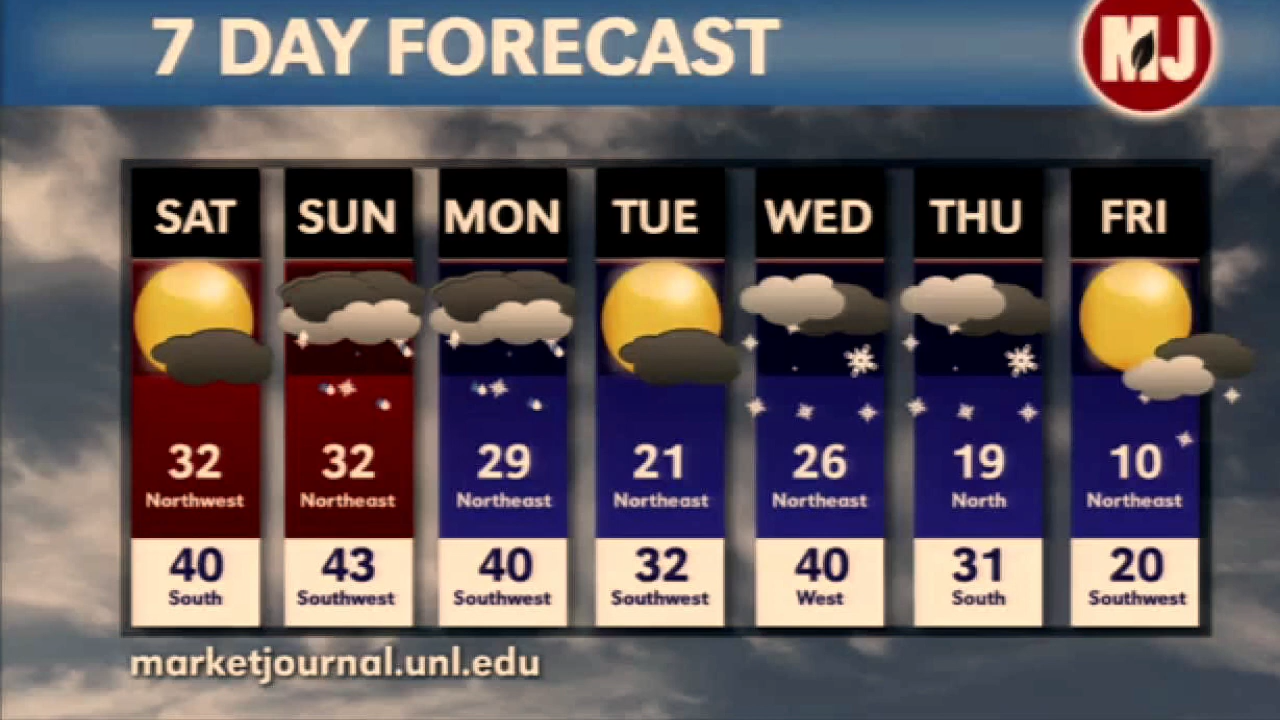 7 DAY FORECAST
MJ
SAT SUN MON TUE WED THU FRI
32 32 29 21 26 19 10
Northwest Northeast Northeast Northeast Northeast North Northeast
40 43 40 32 40 31 20
South Southwest Southwest Southwest West South Southwest
marketjournal.unl.edu